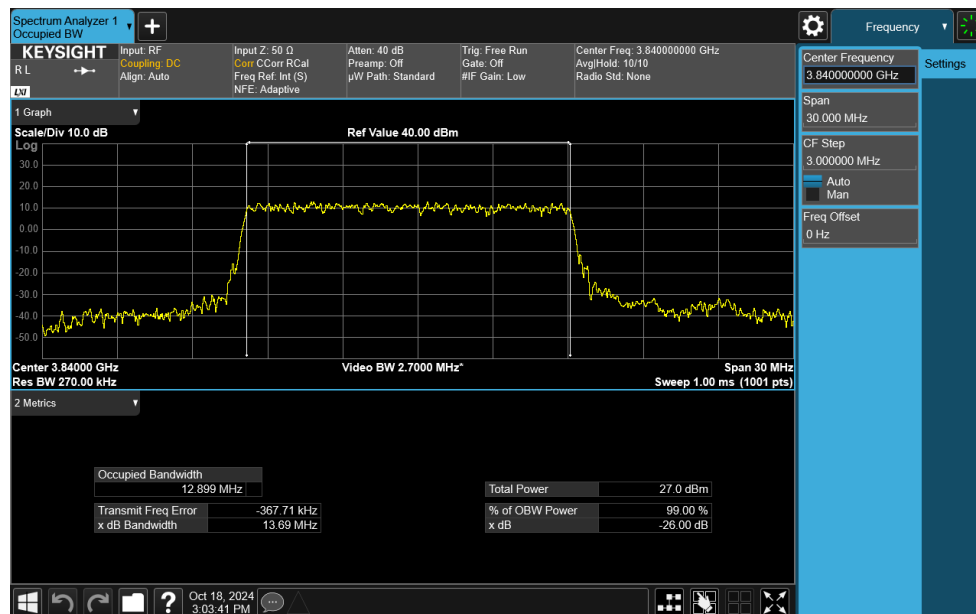 Spectrum Analyzer 1
Occupied BW
+
Frequency
KEYSIGHT
R L
LXI
Input: RF
Coupling: DC
Align: Auto
Input Z: 50 Ω
Corr CCorr RCal
Freq Ref: Int (S)
NFE: Adaptive
Atten: 40 dB
Preamp: Off
µW Path: Standard
Trig: Free Run
Gate: Off
#IF Gain: Low
Center Freq: 3.840000000 GHz
Avg|Hold: 10/10
Radio Std: None
Center Frequency
3.840000000 GHz
Settings
Span
30.000 MHz
CF Step
3.000000 MHz
Auto
Man
Freq Offset
0 Hz
1 Graph
Scale/Div 10.0 dB
Ref Value 40.00 dBm
Log
30.0
20.0
10.0
0.00
-10.0
-20.0
-30.0
-40.0
-50.0
Center 3.84000 GHz
Video BW 2.7000 MHz*
Span 30 MHz
Res BW 270.00 kHz
Sweep 1.00 ms (1001 pts)
2 Metrics
Occupied Bandwidth
12.899 MHz
Total Power 27.0 dBm
Transmit Freq Error -367.71 kHz
% of OBW Power 99.00 %
x dB Bandwidth 13.69 MHz
x dB -26.00 dB
?
Oct 18, 2024
3:03:41 PM